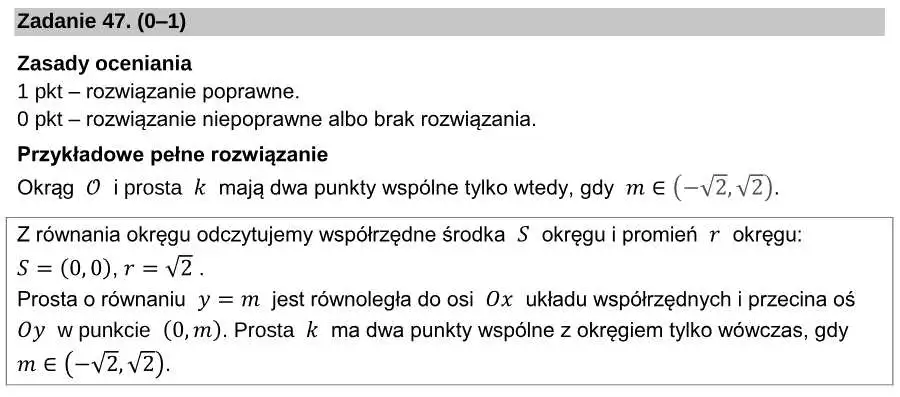 Zadanie 47. (0–1)
Zasady oceniania
1 pkt – rozwiązanie poprawne.
0 pkt – rozwiązanie niepoprawne albo brak rozwiązania.
Przykładowe pełne rozwiązanie
Okrąg 𝒪 i prosta k mają dwa punkty wspólne tylko wtedy, gdy m ∈ (−√2, √2).
Z równania okręgu odczytujemy współrzędne środka S okręgu i promień r okręgu:
S = (0, 0), r = √2 .
Prosta o równaniu y = m jest równoległa do osi Ox układu współrzędnych i przecina oś
Oy w punkcie (0, m). Prosta k ma dwa punkty wspólne z okręgiem tylko wówczas, gdy
m ∈ (−√2, √2).